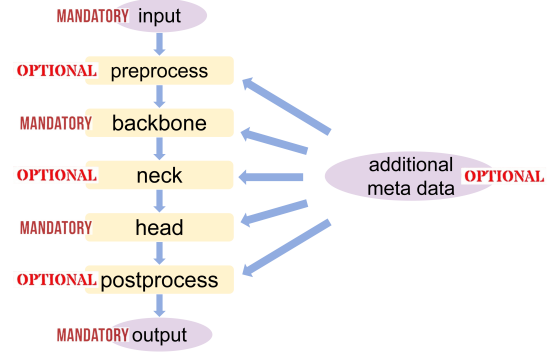 MANDATORY input
OPTIONAL preprocess
MANDATORY backbone
OPTIONAL neck
additional
meta data OPTIONAL
MANDATORY head
OPTIONAL postprocess
MANDATORY output